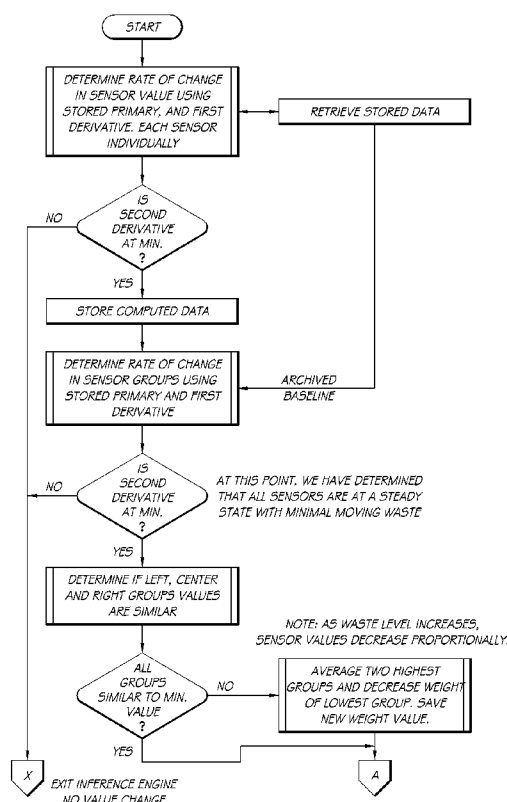 START
DETERMINE RATE OF CHANGE
IN SENSOR VALUE USING
STORED PRIMARY, AND FIRST
DERIVATIVE. EACH SENSOR
INDIVIDUALLY
RETRIEVE STORED DATA
IS
SECOND
DERIVATIVE
AT MIN.
?
NO
YES
STORE COMPUTED DATA
DETERMINE RATE OF CHANGE
IN SENSOR GROUPS USING
STORED PRIMARY AND FIRST
DERIVATIVE
ARCHIVED
BASELINE
IS
SECOND
DERIVATIVE
AT MIN.
?
NO
AT THIS POINT, WE HAVE DETERMINED
THAT ALL SENSORS ARE AT A STEADY
STATE WITH MINIMAL MOVING WASTE
YES
DETERMINE IF LEFT, CENTER
AND RIGHT GROUPS VALUES
ARE SIMILAR
NOTE: AS WASTE LEVEL INCREASES,
SENSOR VALUES DECREASE PROPORTIONALLY.
ALL
GROUPS
SIMILAR TO MIN.
VALUE
?
NO
AVERAGE TWO HIGHEST
GROUPS AND DECREASE WEIGHT
OF LOWEST GROUP. SAVE
NEW WEIGHT VALUE.
YES
X
A
EXIT INFERENCE ENGINE
NO VALUE CHANGE